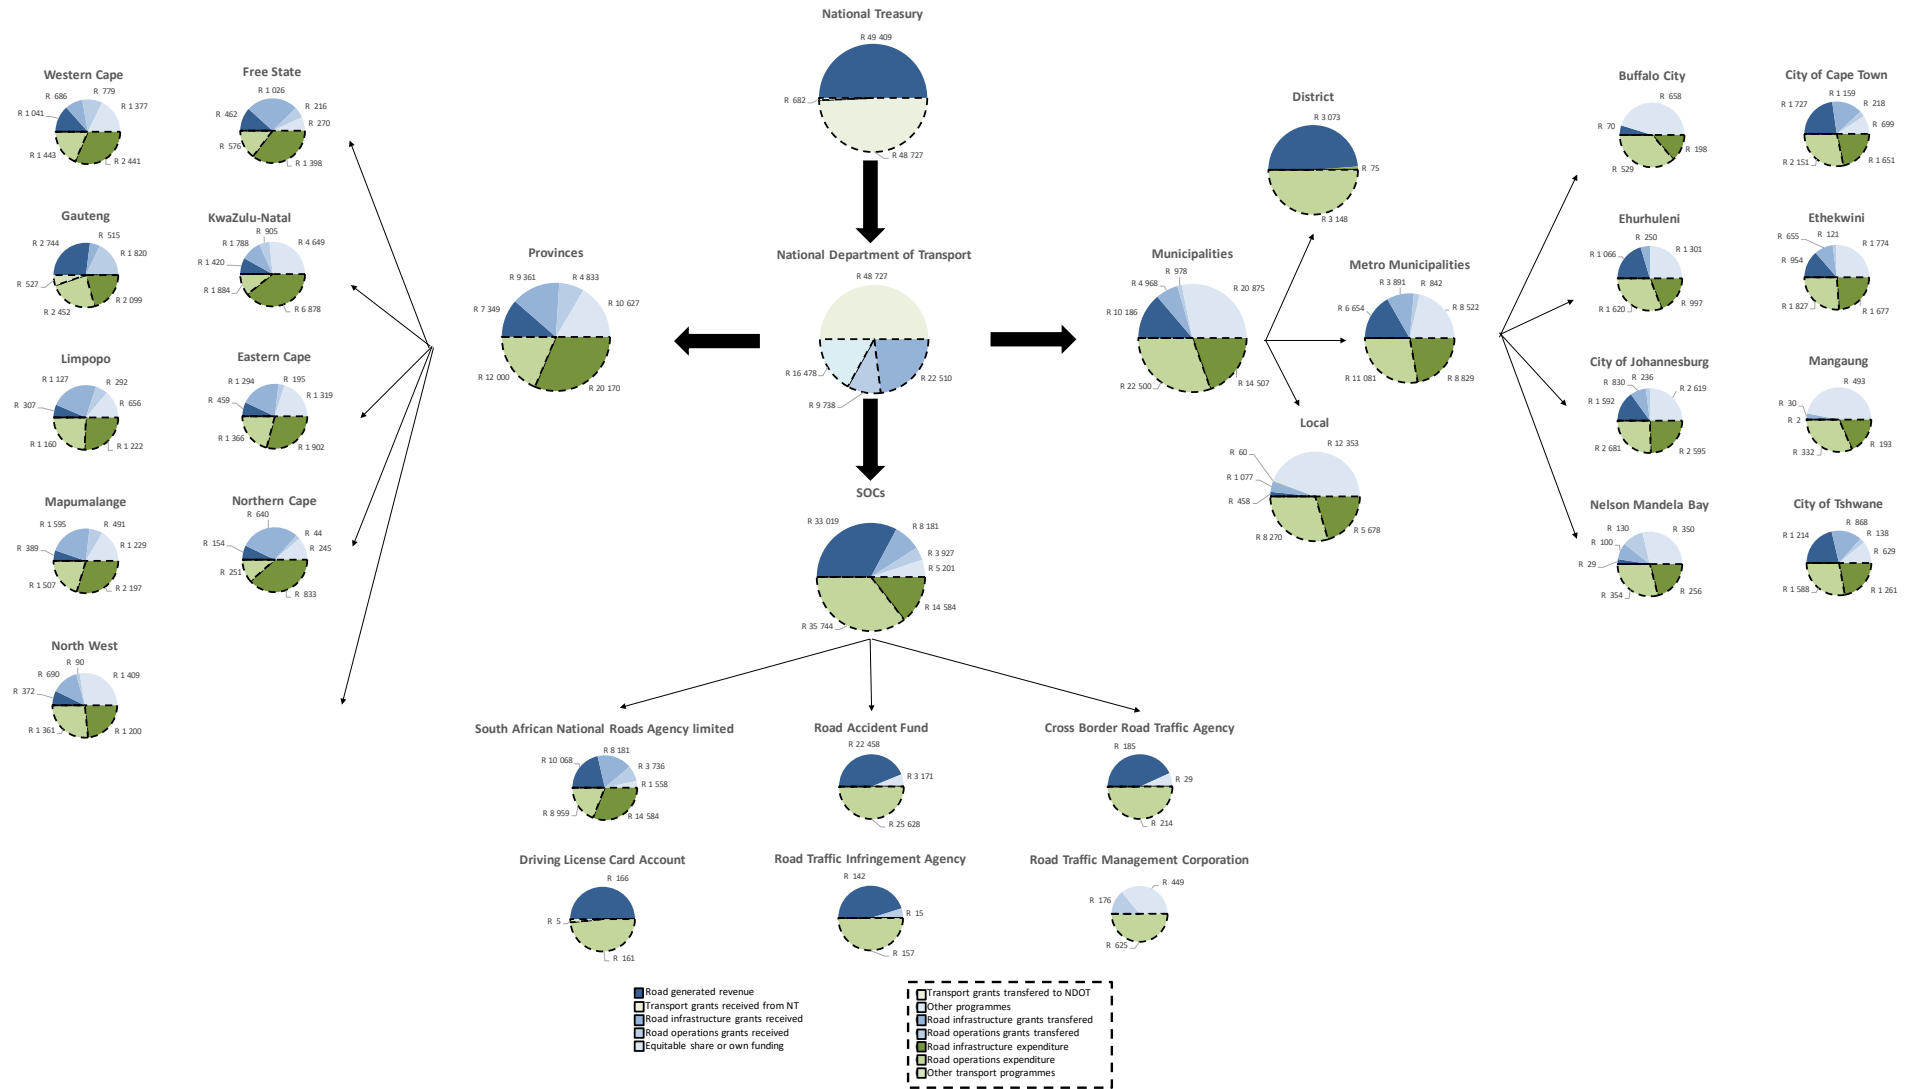 National Treasury
R 49 409
R 682
R 48 727
Western Cape
R 779
R 686
R 1 377
R 1 041
R 1 443
R 2 441
Free State
R 1 026
R 216
R 462
R 270
R 576
R 1 398
Gauteng
R 515
R 2 744
R 1 820
R 527
R 2 099
R 2 452
KwaZulu-Natal
R 905
R 1 788
R 4 649
R 1 420
R 1 884
R 6 878
Limpopo
R 1 127
R 292
R 307
R 656
R 1 160
R 1 222
Eastern Cape
R 1 294
R 195
R 459
R 1 319
R 1 366
R 1 902
Mapumalange
R 1 595
R 491
R 389
R 1 229
R 1 507
R 2 197
Northern Cape
R 640
R 44
R 154
R 245
R 251
R 833
North West
R 90
R 690
R 1 409
R 372
R 1 361
R 1 200
Provinces
R 9 361
R 4 833
R 7 349
R 10 627
R 12 000
R 20 170
National Department of Transport
R 48 727
R 16 478
R 22 510
R 9 738
Municipalities
R 978
R 4 968
R 20 875
R 10 186
R 22 500
R 14 507
District
R 3 073
R 75
R 3 148
Metro Municipalities
R 3 891
R 842
R 6 654
R 8 522
R 11 081
R 8 829
Local
R 12 353
R 60
R 1 077
R 458
R 8 270
R 5 678
Buffalo City
R 658
R 70
R 198
R 529
City of Cape Town
R 1 159
R 1 727
R 218
R 699
R 2 151
R 1 651
Ehurhuleni
R 250
R 1 066
R 1 301
R 1 620
R 997
Ethekwini
R 121
R 655
R 1 774
R 954
R 1 827
R 1 677
City of Johannesburg
R 236
R 830
R 2 619
R 1 592
R 2 681
R 2 595
Mangaung
R 493
R 30
R 2
R 332
R 193
Nelson Mandela Bay
R 130
R 350
R 100
R 29
R 354
R 256
City of Tshwane
R 868
R 1 214
R 138
R 629
R 1 588
R 1 261
SOCs
R 33 019
R 8 181
R 3 927
R 5 201
R 14 584
R 35 744
South African National Roads Agency limited
R 8 181
R 10 068
R 3 736
R 1 558
R 8 959
R 14 584
Road Accident Fund
R 22 458
R 3 171
R 25 628
Cross Border Road Traffic Agency
R 185
R 29
R 214
Driving License Card Account
R 166
R 5
R 161
Road Traffic Infringement Agency
R 142
R 15
R 157
Road Traffic Management Corporation
R 449
R 176
R 625
Road generated revenue
Transport grants received from NT
Road infrastructure grants received
Road operations grants received
Equitable share or own funding
Transport grants transfered to NDOT
Other programmes
Road infrastructure grants transfered
Road operations grants transfered
Road infrastructure expenditure
Road operations expenditure
Other transport programmes